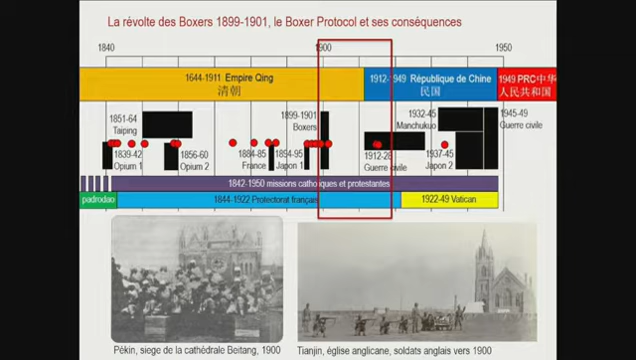 La révolte des Boxers 1899-1901, le Boxer Protocol et ses conséquences
1840
1900
1950
1644-1911 Empire Qing
清朝
1912-1949 République de Chine
民国
1949 PRC中华
人民共和国
1851-64
Taiping
1899-1901
Boxers
1932-45
Manchukuo
1945-49
Guerre civile
1839-42
Opium 1
1856-60
Opium 2
1884-85
France
1894-95
Japon 1
1912-28
Guerre civile
1937-45
Japon 2
1842-1950 missions catholiques et protestantes
padrodao
1844-1922 Protectorat français
1922-49 Vatican
Pékin, siege de la cathédrale Beitang, 1900
Tianjin, église anglicane, soldats anglais vers 1900